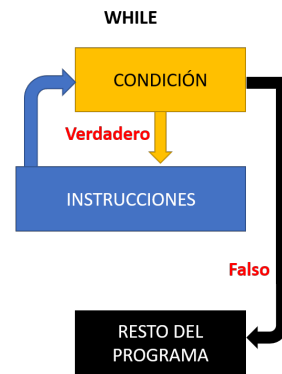 WHILE
CONDICIÓN
Verdadero
INSTRUCCIONES
Falso
RESTO DEL
PROGRAMA